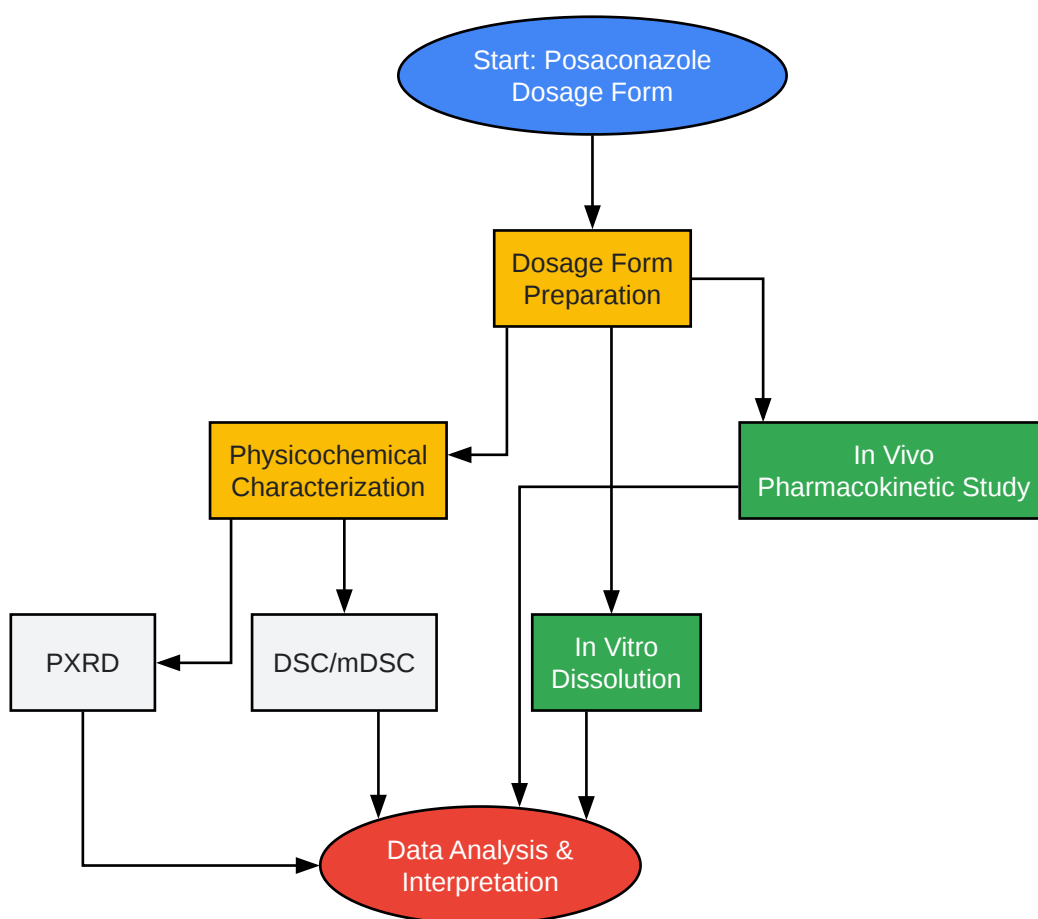 Start: Posaconazole
Dosage Form
Dosage Form
Preparation
Physicochemical
Characterization
In Vivo
Pharmacokinetic Study
PXRD
DSC/mDSC
In Vitro
Dissolution
Data Analysis &
Interpretation